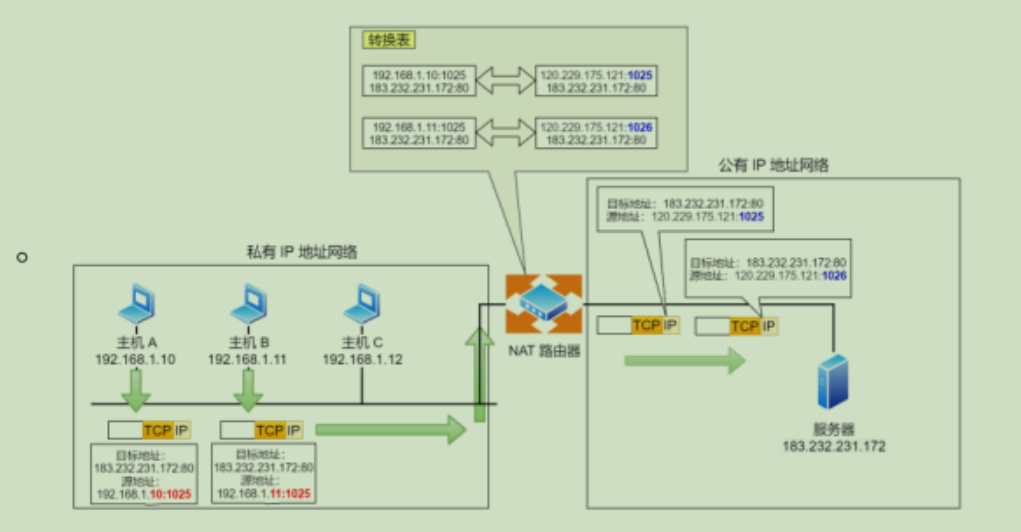 转换表
192.168.1.10:1025
183.232.231.172:80
120.229.175.121:1025
183.232.231.172:80
192.168.1.11:1025
183.232.231.172:80
120.229.175.121:1026
183.232.231.172:80
公有 IP 地址网络
目标地址: 183.232.231.172:80
源地址: 120.229.175.121:1025
目标地址: 183.232.231.172:80
源地址: 120.229.175.121:1026
私有 IP 地址网络
主机 A
192.168.1.10
主机 B
192.168.1.11
主机 C
192.168.1.12
NAT 路由器
TCP IP
TCP IP
服务器
183.232.231.172
TCP IP
TCP IP
目标地址:
183.232.231.172:80
源地址:
192.168.1.10:1025
目标地址:
183.232.231.172:80
源地址:
192.168.1.11:1025